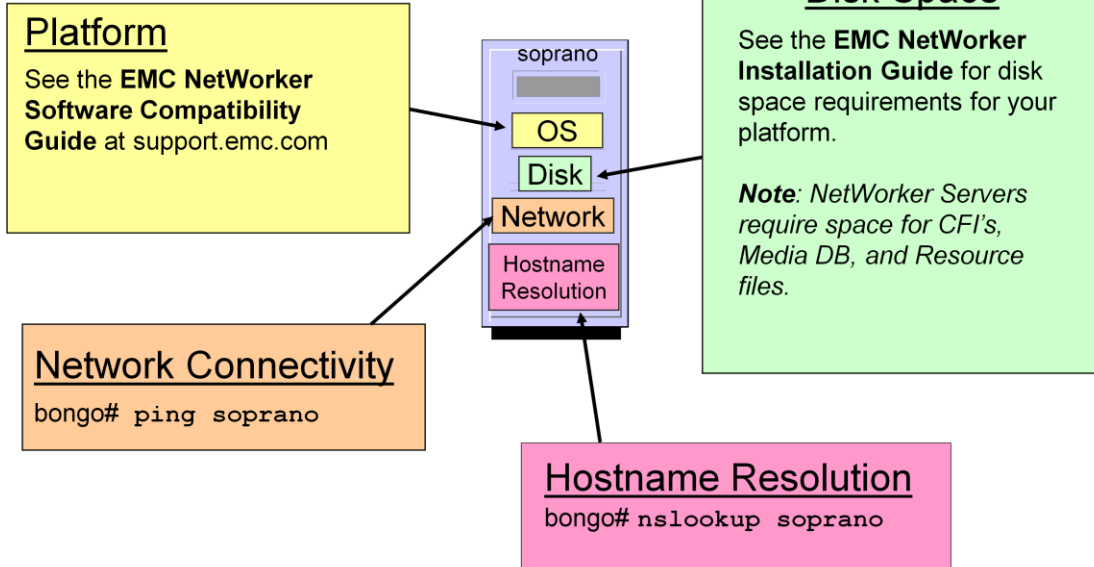 Platform
See the EMC NetWorker
Software Compatibility
Guide at support.emc.com
soprano
OS
Disk
Network
Hostname
Resolution
Disk Space
See the EMC NetWorker
Installation Guide for disk
space requirements for your
platform.
Note: NetWorker Servers
require space for CFI's,
Media DB, and Resource
files.
Network Connectivity
bongo# ping soprano
Hostname Resolution
bongo# nslookup soprano